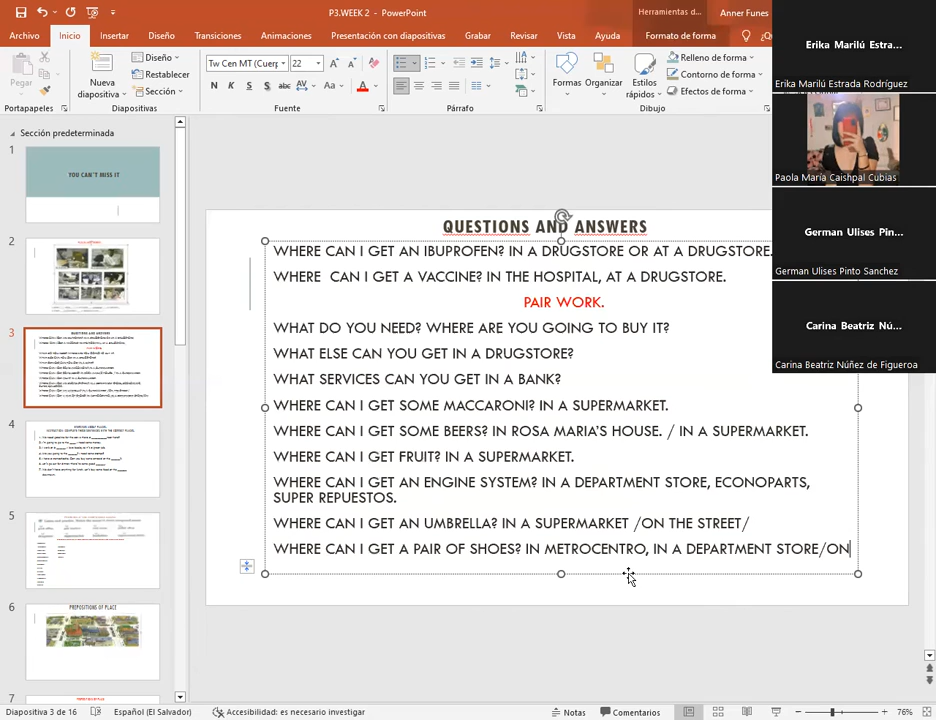 P3.WEEK 2 - PowerPoint
Herramientas d...
Anner Funes
Archivo Inicio Insertar Diseño Transiciones Animaciones Presentación con diapositivas Grabar Revisar Vista Ayuda Formato de forma
Pegar
Nueva diapositiva
Diseño
Restablecer
Sección
Tw Cen MT (Cuerp 22
N K S S
Aa
Formas Organizar Estilos rápidos
Relleno de forma
Contorno de forma
Efectos de forma
Portapapeles Diapositivas Fuente Párrafo Dibujo
Sección predeterminada
1
YOU CAN'T MISS IT
2
3
4
5
6
PREPOSITIONS OF PLACE
7
QUESTIONS AND ANSWERS
WHERE CAN I GET AN IBUPROFEN? IN A DRUGSTORE OR AT A DRUGSTORE.
WHERE CAN I GET A VACCINE? IN THE HOSPITAL, AT A DRUGSTORE.
PAIR WORK.
WHAT DO YOU NEED? WHERE ARE YOU GOING TO BUY IT?
WHAT ELSE CAN YOU GET IN A DRUGSTORE?
WHAT SERVICES CAN YOU GET IN A BANK?
WHERE CAN I GET SOME MACCARONI? IN A SUPERMARKET.
WHERE CAN I GET SOME BEERS? IN ROSA MARIA'S HOUSE. / IN A SUPERMARKET.
WHERE CAN I GET FRUIT? IN A SUPERMARKET.
WHERE CAN I GET AN ENGINE SYSTEM? IN A DEPARTMENT STORE, ECONOPARTS,
SUPER REPUESTOS.
WHERE CAN I GET AN UMBRELLA? IN A SUPERMARKET /ON THE STREET/
WHERE CAN I GET A PAIR OF SHOES? IN METROCENTRO, IN A DEPARTMENT STORE/ON
Erika Marilú Estra...
Erika Marilú Estrada Rodríguez
Paola María Caishpal Cubias
German Ulises Pin...
German Ulises Pinto Sanchez
Carina Beatriz Nú...
Carina Beatriz Núñez de Figueroa
Diapositiva 3 de 16
Español (El Salvador)
Accesibilidad: es necesario investigar
Notas
Comentarios
76%